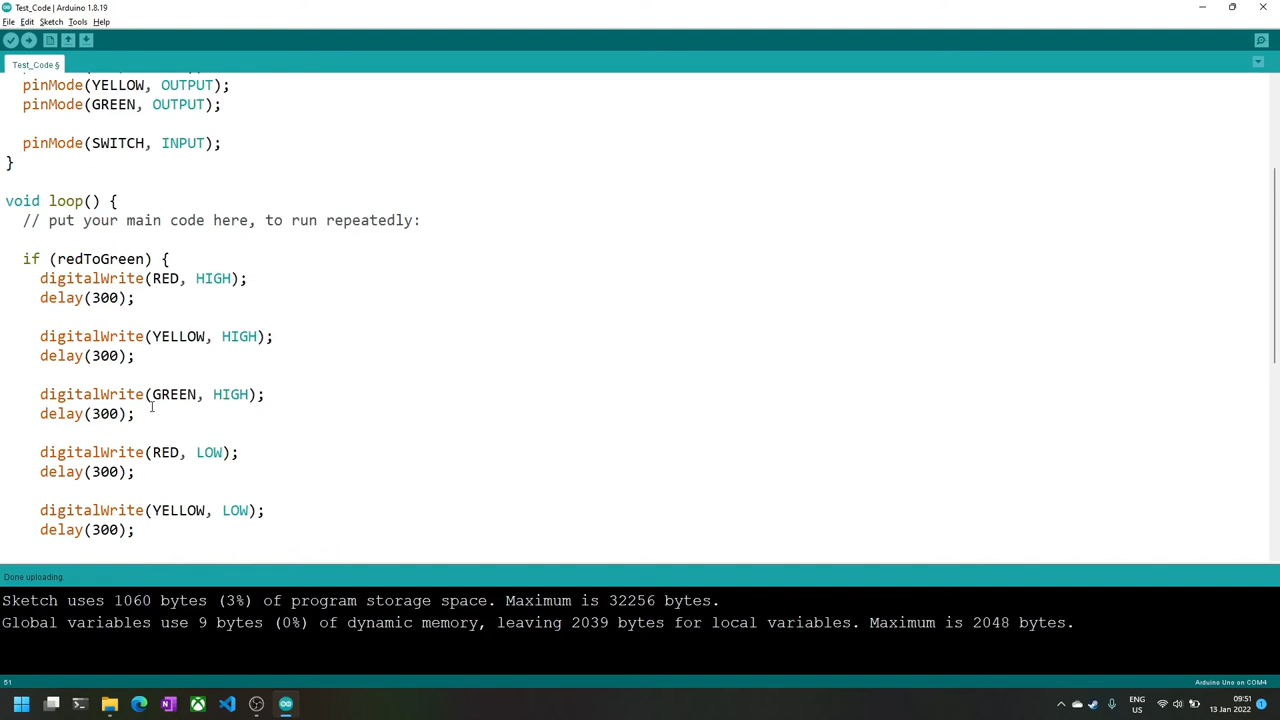 Test_Code | Arduino 1.8.19
File Edit Sketch Tools Help
Test_Code §
pinMode(YELLOW, OUTPUT);
pinMode(GREEN, OUTPUT);
pinMode(SWITCH, INPUT);
}
void loop() {
// put your main code here, to run repeatedly:
if (redToGreen) {
digitalWrite(RED, HIGH);
delay(300);
digitalWrite(YELLOW, HIGH);
delay(300);
digitalWrite(GREEN, HIGH);
delay(300);
digitalWrite(RED, LOW);
delay(300);
digitalWrite(YELLOW, LOW);
delay(300);
Done uploading.
Sketch uses 1060 bytes (3%) of program storage space. Maximum is 32256 bytes.
Global variables use 9 bytes (0%) of dynamic memory, leaving 2039 bytes for local variables. Maximum is 2048 bytes.
51
Arduino Uno on COM4
ENG
US
09:51
13 Jan 2022